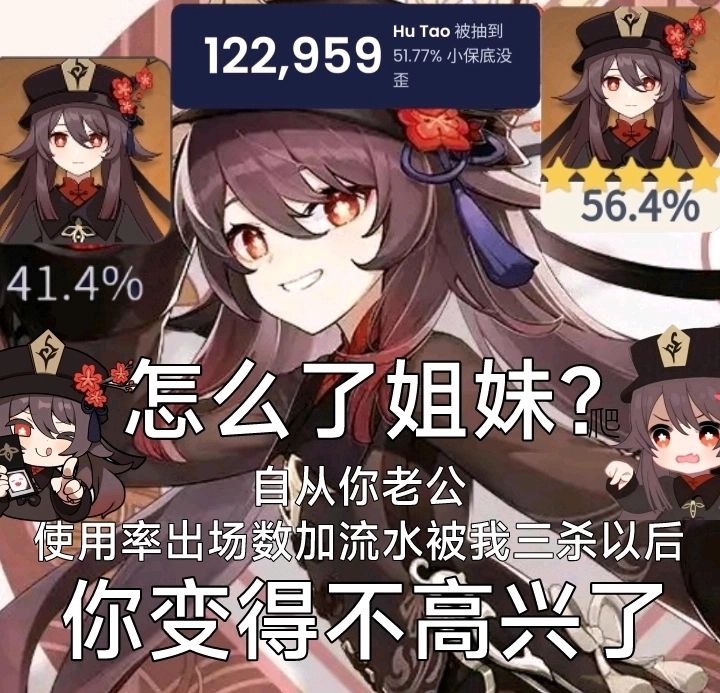 122,959
Hu Tao 被抽到
51.77% 小保底没
歪
56.4%
41.4%
怎么了姐妹?
爬
自从你老公
使用率出场数加流水被我三杀以后
你变得不高兴了